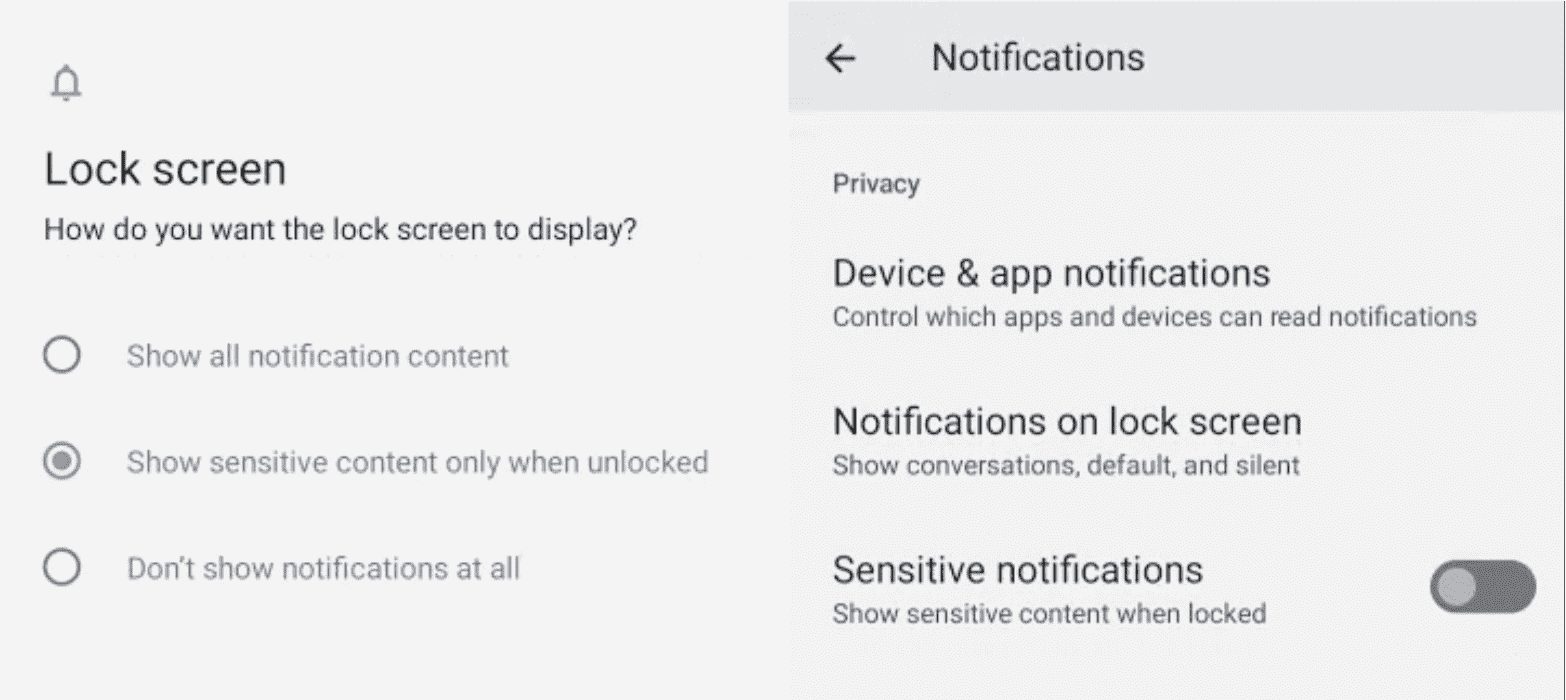 Lock screen
How do you want the lock screen to display?
Show all notification content
Show sensitive content only when unlocked
Don't show notifications at all
Notifications
Privacy
Device & app notifications
Control which apps and devices can read notifications
Notifications on lock screen
Show conversations, default, and silent
Sensitive notifications
Show sensitive content when locked